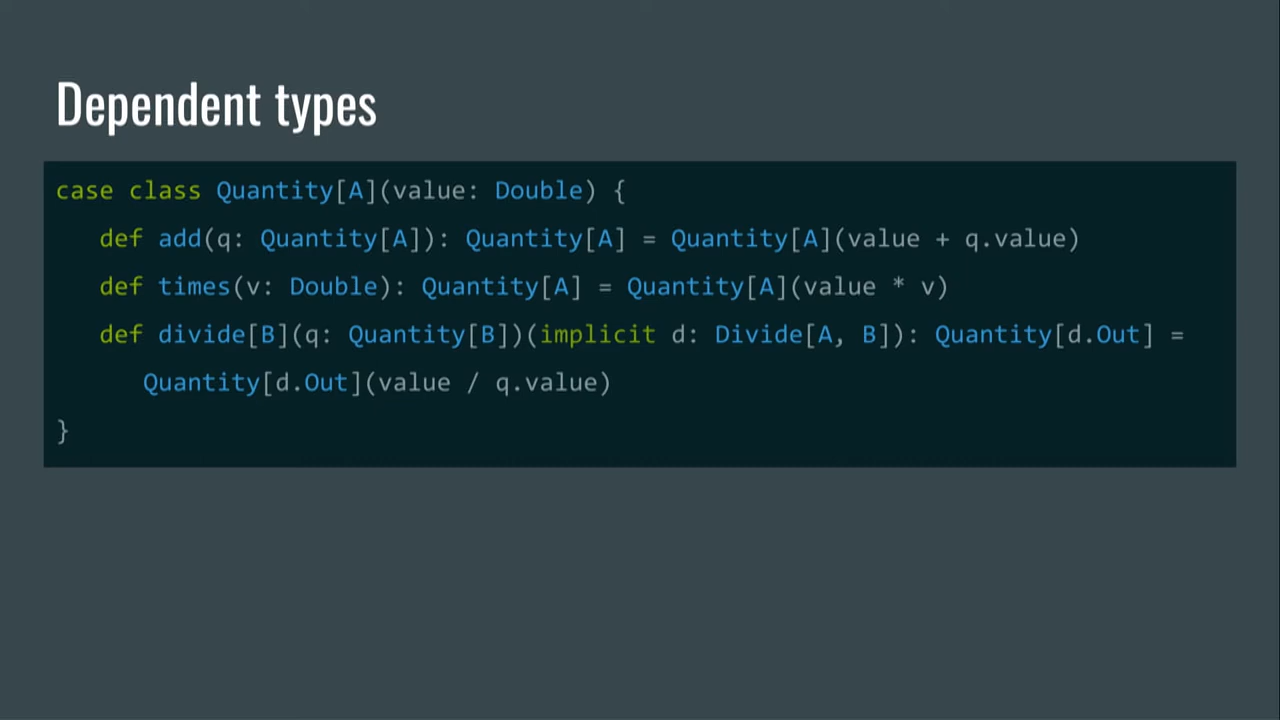 Dependent types
case class Quantity[A](value: Double) {
def add(q: Quantity[A]): Quantity[A] = Quantity[A](value + q.value)
def times(v: Double): Quantity[A] = Quantity[A](value * v)
def divide[B](q: Quantity[B])(implicit d: Divide[A, B]): Quantity[d.Out] =
Quantity[d.Out](value / q.value)
}